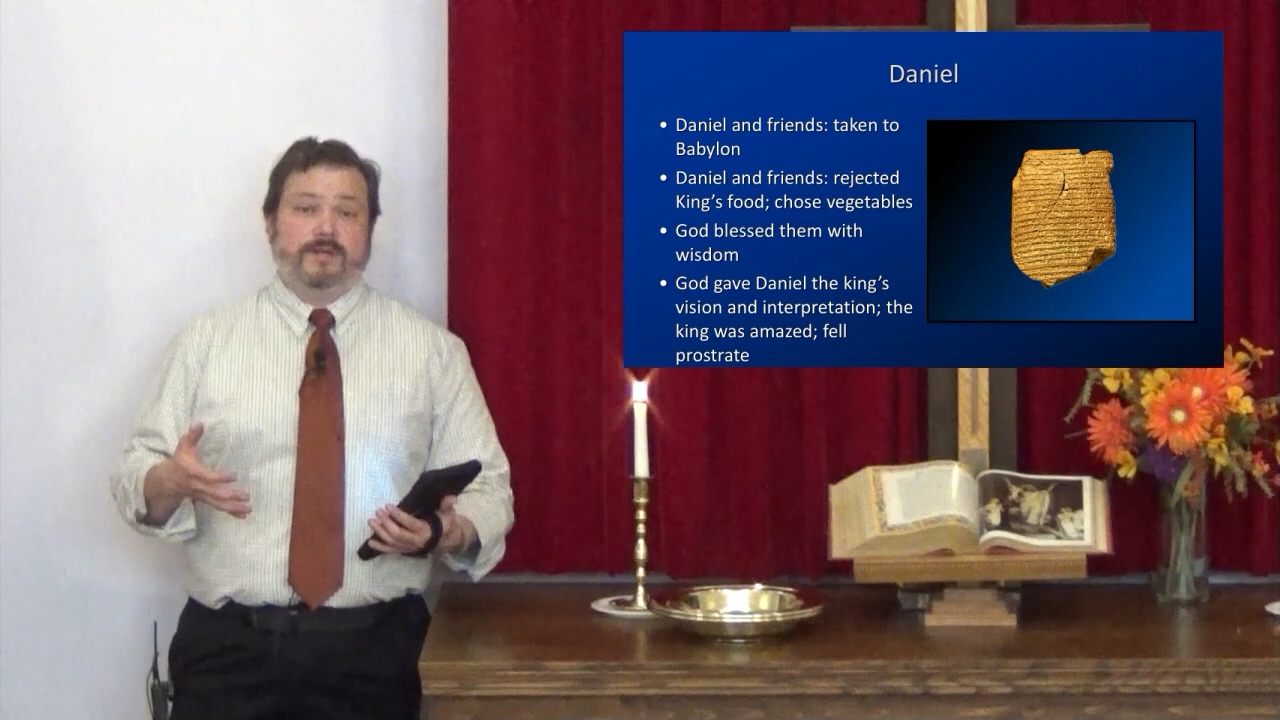 Daniel
• Daniel and friends: taken to
Babylon
• Daniel and friends: rejected
King’s food; chose vegetables
• God blessed them with
wisdom
• God gave Daniel the king’s
vision and interpretation; the
king was amazed; fell
prostrate